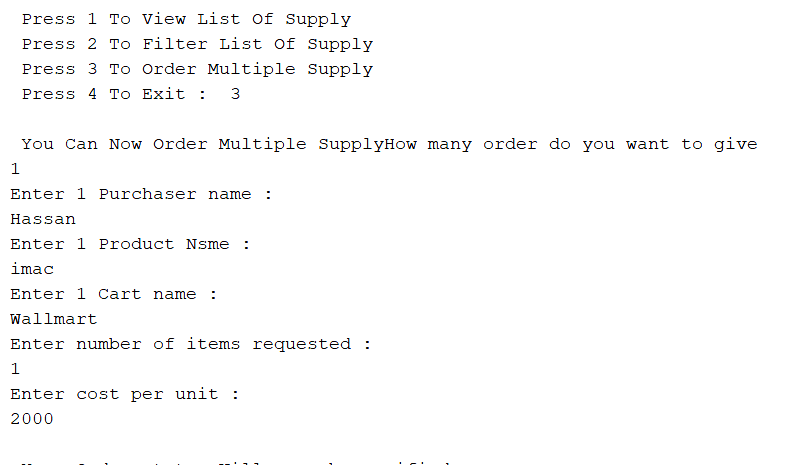 Press 1 To View List Of Supply
Press 2 To Filter List Of Supply
Press 3 To Order Multiple Supply
Press 4 To Exit :  3
You Can Now Order Multiple SupplyHow many order do you want to give
1
Enter 1 Purchaser name :
Hassan
Enter 1 Product Nsme :
imac
Enter 1 Cart name :
Wallmart
Enter number of items requested :
1
Enter cost per unit :
2000